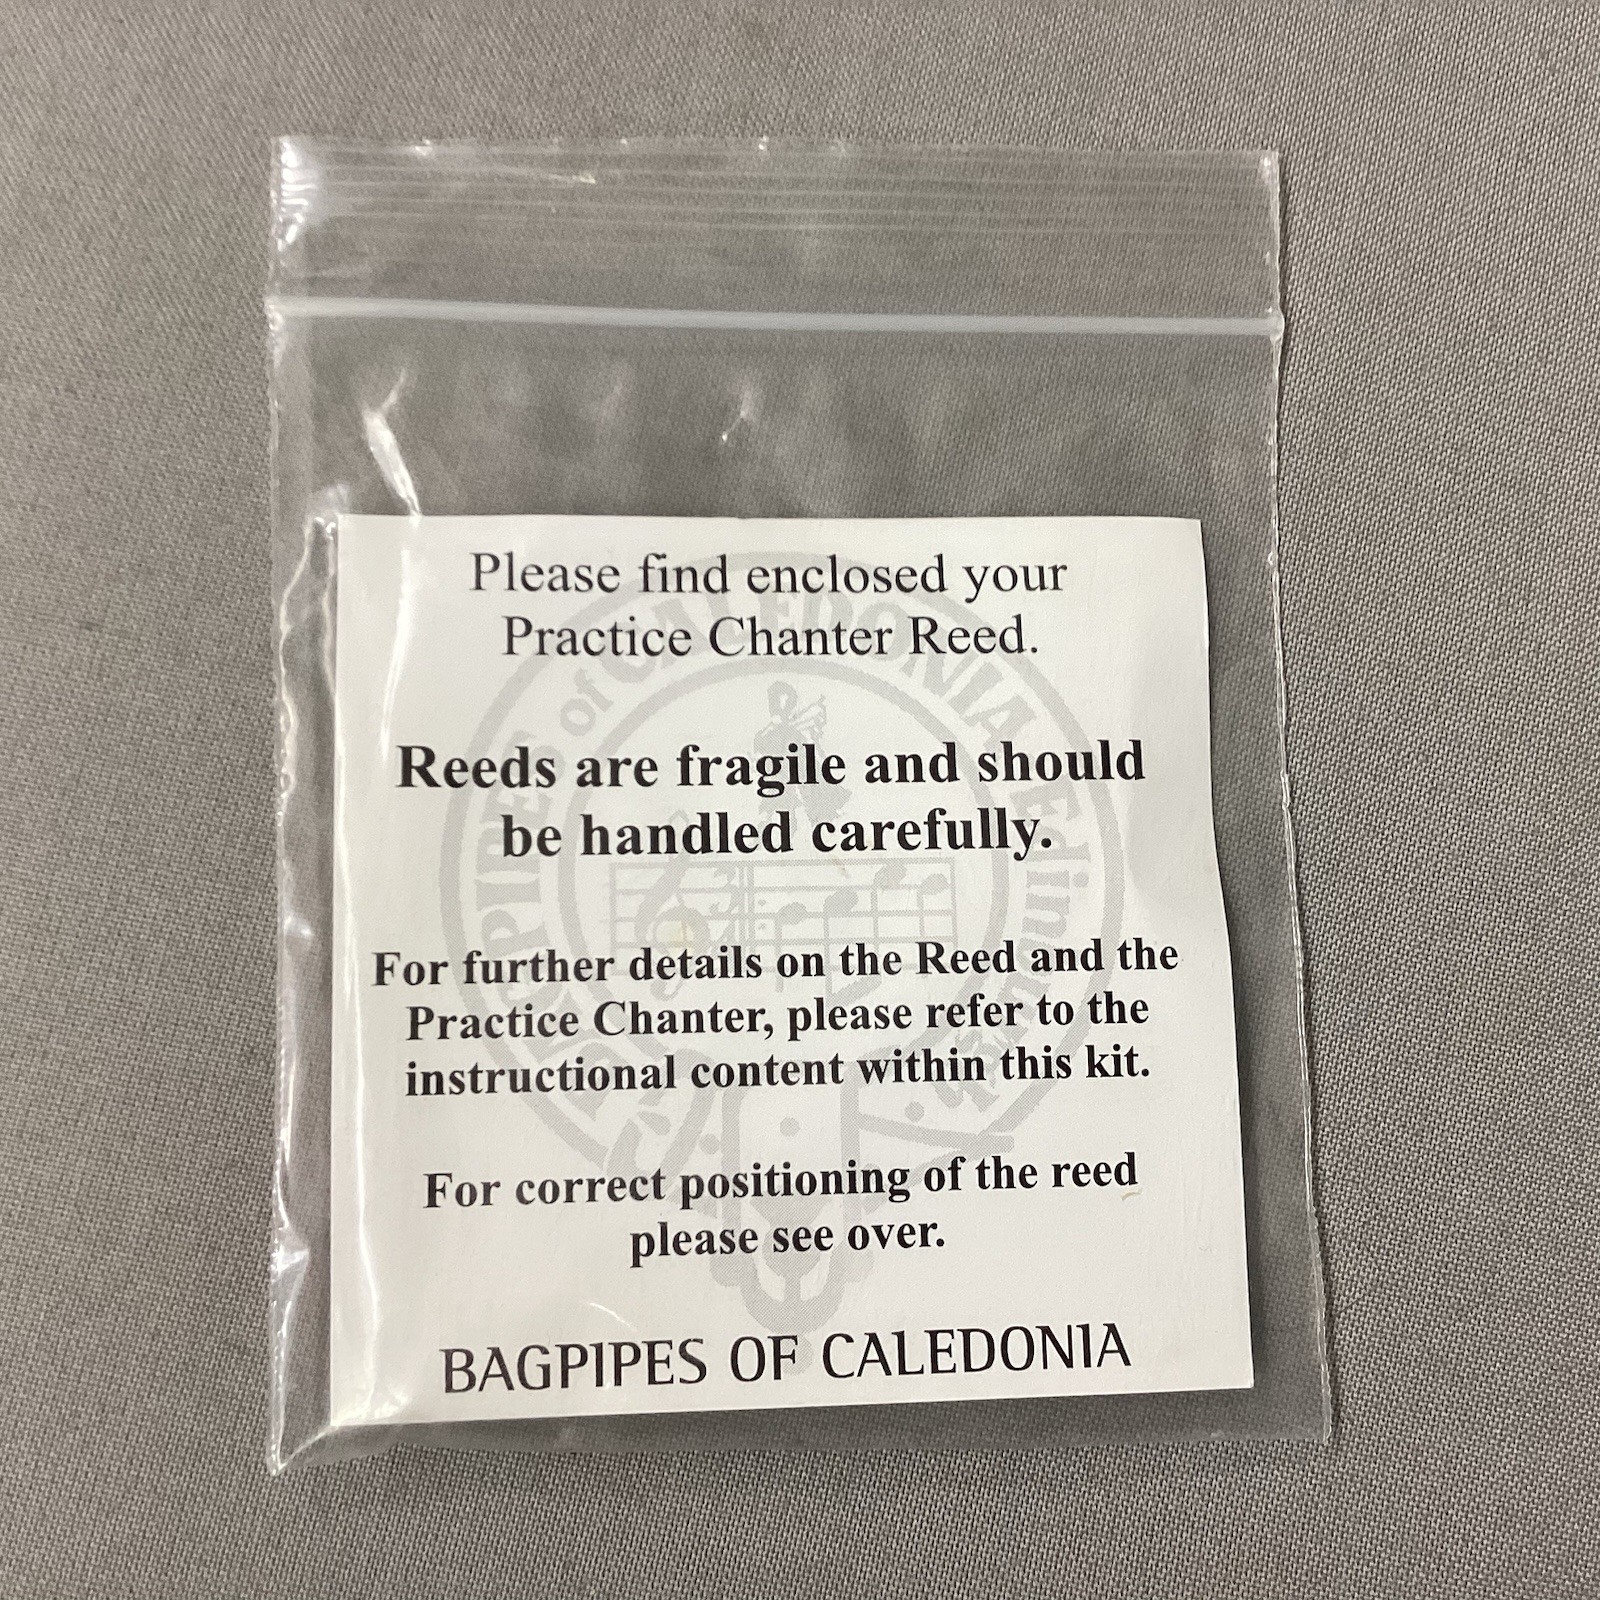 Please find enclosed your
Practice Chanter Reed.
Reeds are fragile and should
be handled carefully.
For further details on the Reed and the
Practice Chanter, please refer to the
instructional content within this kit.
For correct positioning of the reed
please see over.
BAGPIPES OF CALEDONIA
of CALEDONIA